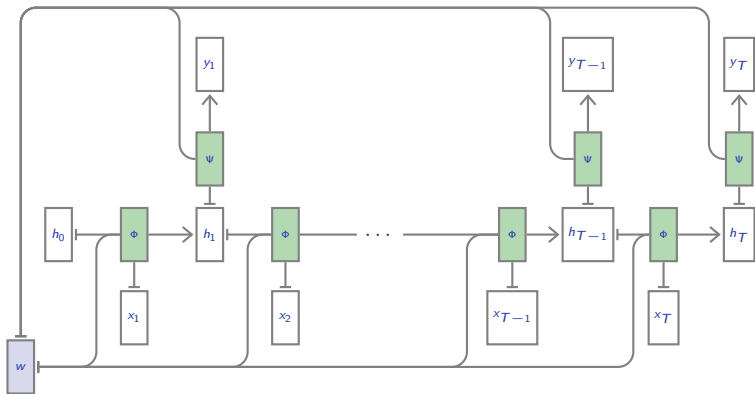 y₁ yT−1 yT
Ψ Ψ Ψ
h₀ Φ h₁ Φ · · · Φ hT−1 Φ hT
x₁ x₂ xT−1 xT
w